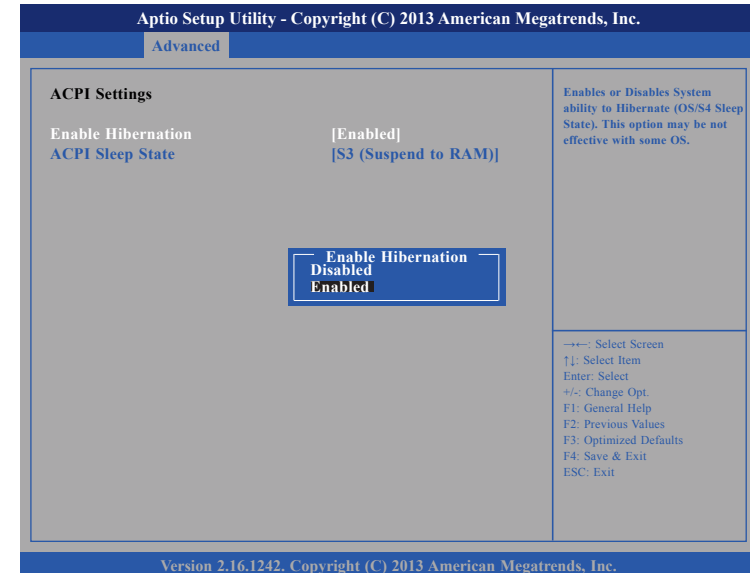 Aptio Setup Utility - Copyright (C) 2013 American Megatrends, Inc.
Advanced
ACPI Settings
Enable Hibernation [Enabled]
ACPI Sleep State [S3 (Suspend to RAM)]
Enable Hibernation
Disabled
Enabled
Enables or Disables System
ability to Hibernate (OS/S4 Sleep
State). This option may be not
effective with some OS.
→←: Select Screen
↑↓: Select Item
Enter: Select
+/-: Change Opt.
F1: General Help
F2: Previous Values
F3: Optimized Defaults
F4: Save & Exit
ESC: Exit
Version 2.16.1242. Copyright (C) 2013 American Megatrends, Inc.